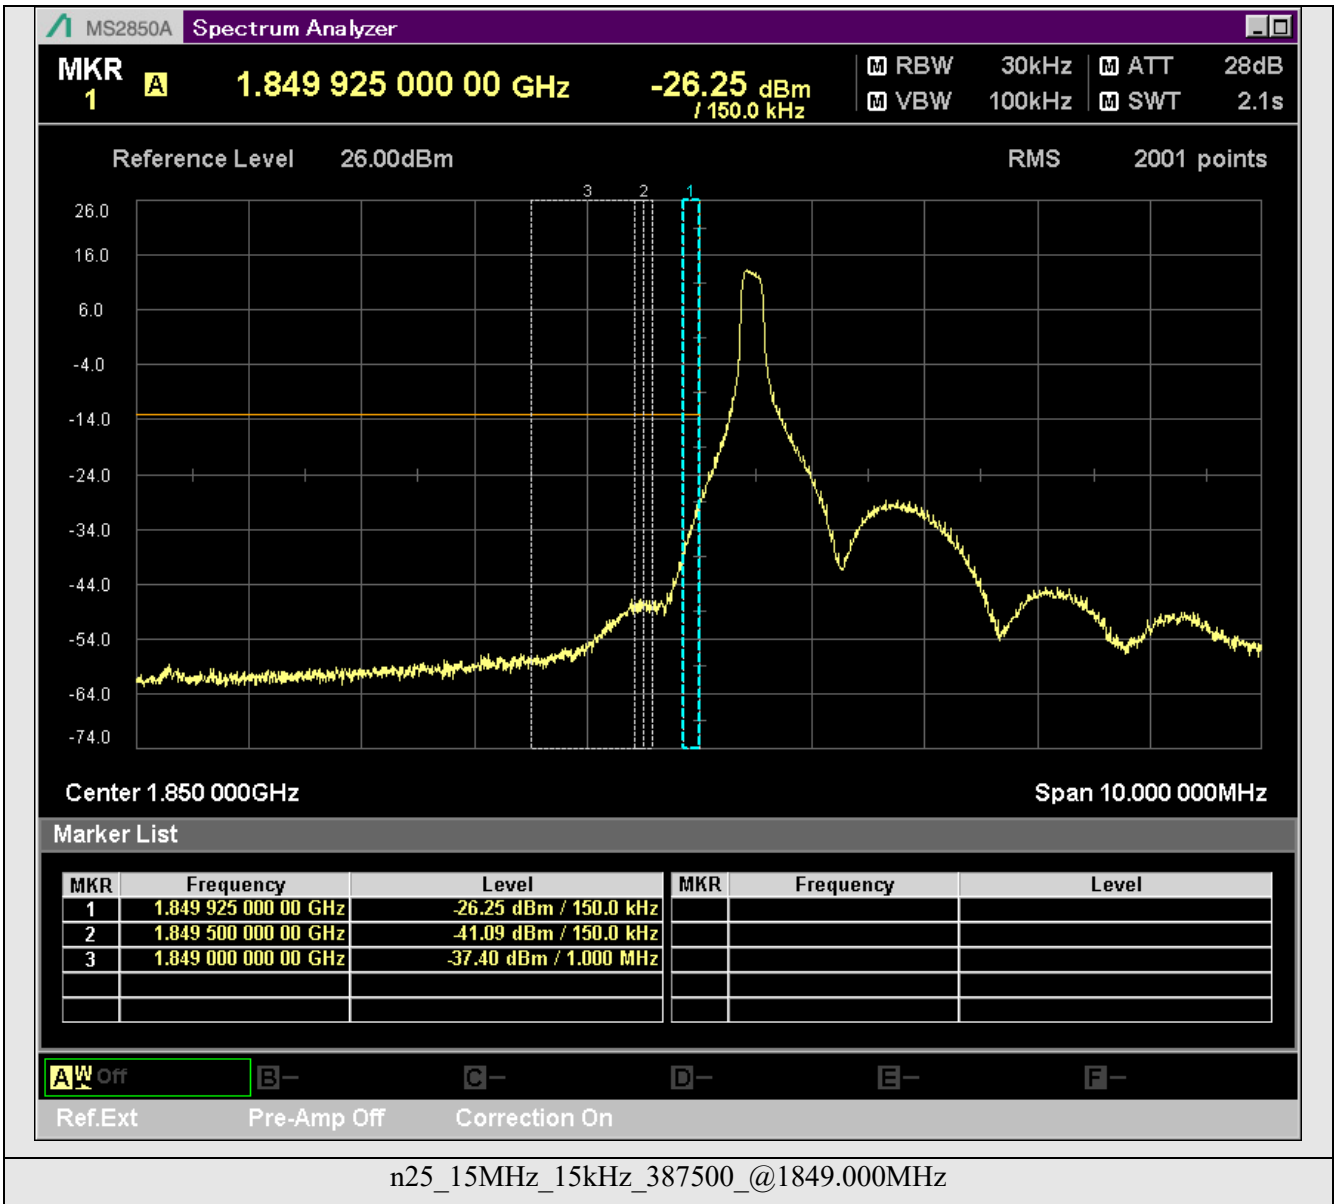 MS2850A Spectrum Analyzer
MKR 1 A 1.849 925 000 00 GHz -26.25 dBm / 150.0 kHz
M RBW 30kHz M ATT 28dB
M VBW 100kHz M SWT 2.1s
Reference Level 26.00dBm RMS 2001 points
3 2 1
26.0
16.0
6.0
-4.0
-14.0
-24.0
-34.0
-44.0
-54.0
-64.0
-74.0
Center 1.850 000GHz Span 10.000 000MHz
Marker List
MKR Frequency Level MKR Frequency Level
1 1.849 925 000 00 GHz -26.25 dBm / 150.0 kHz
2 1.849 500 000 00 GHz -41.09 dBm / 150.0 kHz
3 1.849 000 000 00 GHz -37.40 dBm / 1.000 MHz
A W Off B- C- D- E- F-
Ref.Ext Pre-Amp Off Correction On
n25_15MHz_15kHz_387500_@1849.000MHz